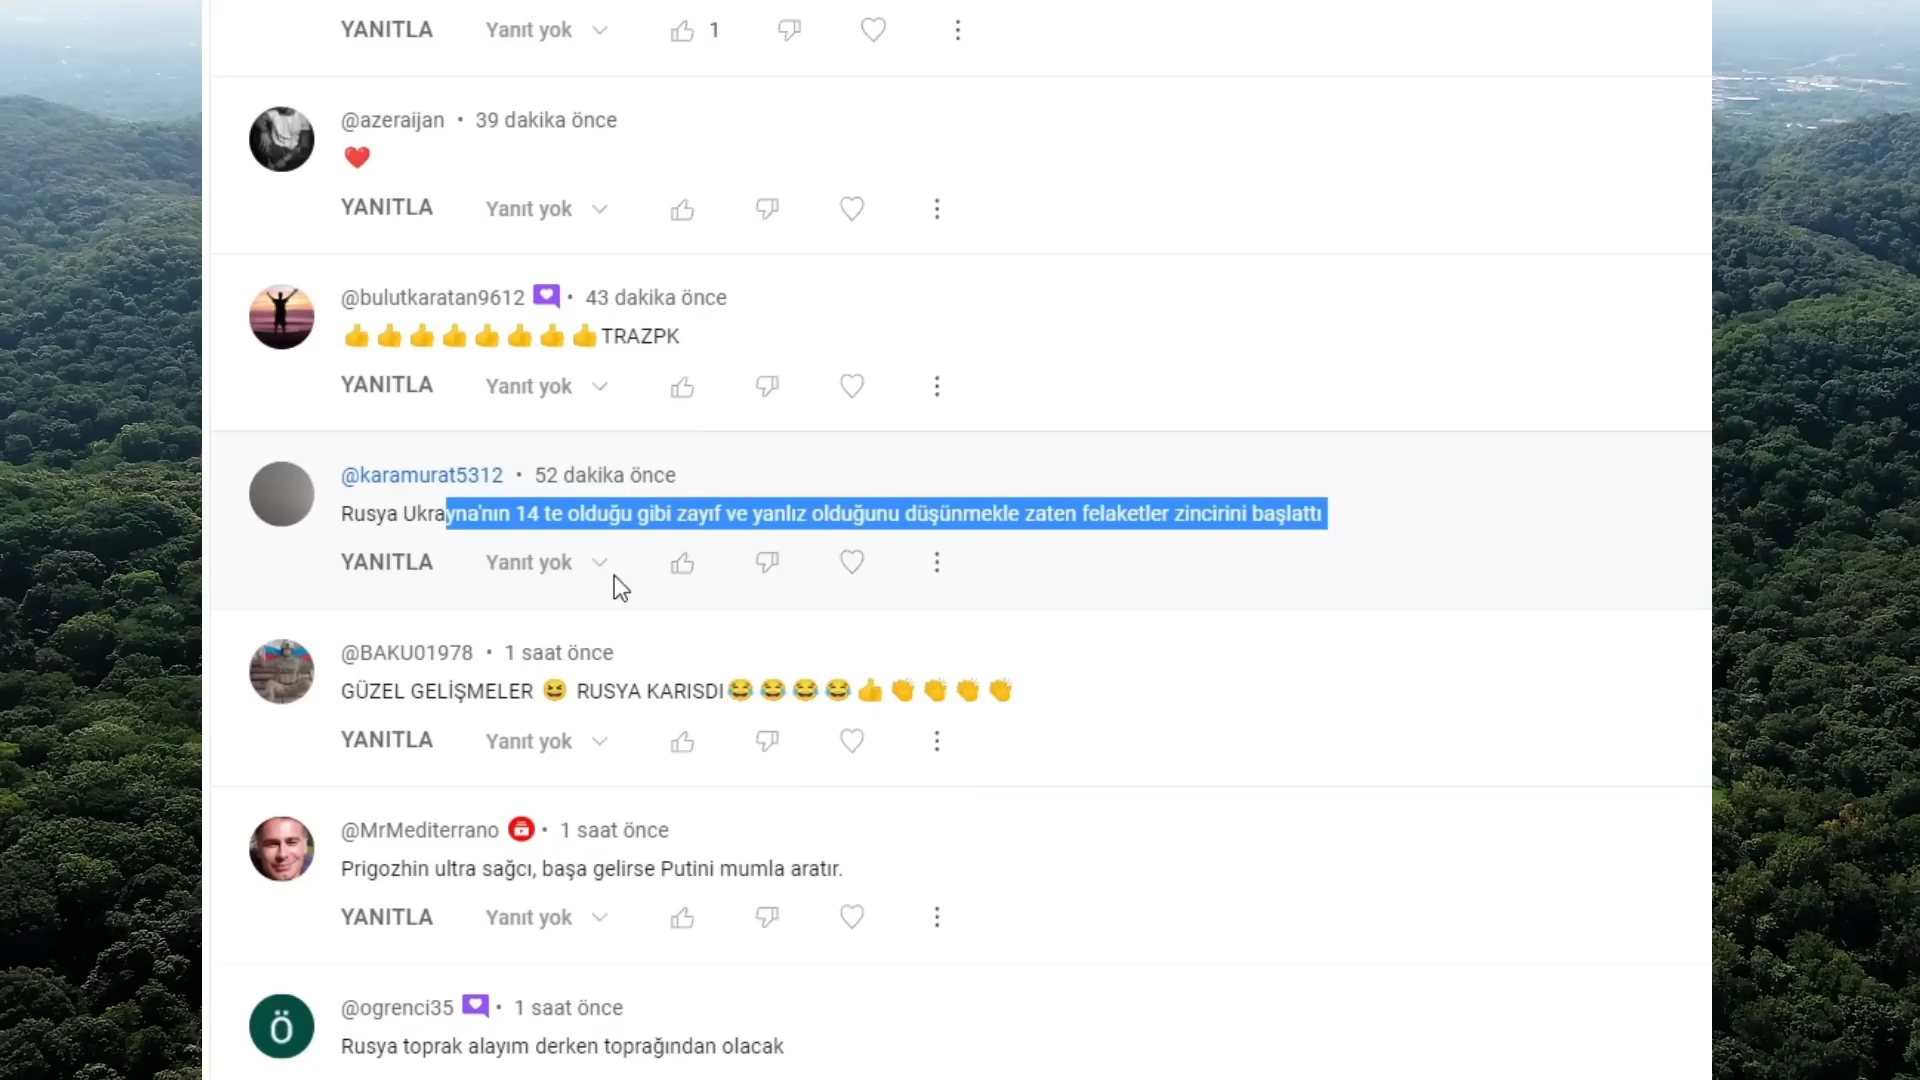 YANITLA Yanıt yok 1
@azeraijan • 39 dakika önce
❤️
YANITLA Yanıt yok
@bulutkaratan9612 • 43 dakika önce
👍👍👍👍👍👍👍👍TRAZPK
YANITLA Yanıt yok
@karamurat5312 • 52 dakika önce
Rusya Ukrayna'nın 14 te olduğu gibi zayıf ve yanlız olduğunu düşünmekle zaten felaketler zincirini başlattı
YANITLA Yanıt yok
@BAKU01978 • 1 saat önce
GÜZEL GELİŞMELER 😆 RUSYA KARISDI😂😂😂😂👍👏👏👏👏
YANITLA Yanıt yok
@MrMediterrano • 1 saat önce
Prigozhin ultra sağcı, başa gelirse Putini mumla aratır.
YANITLA Yanıt yok
Ö
@ogrenci35 • 1 saat önce
Rusya toprak alayım derken toprağından olacak